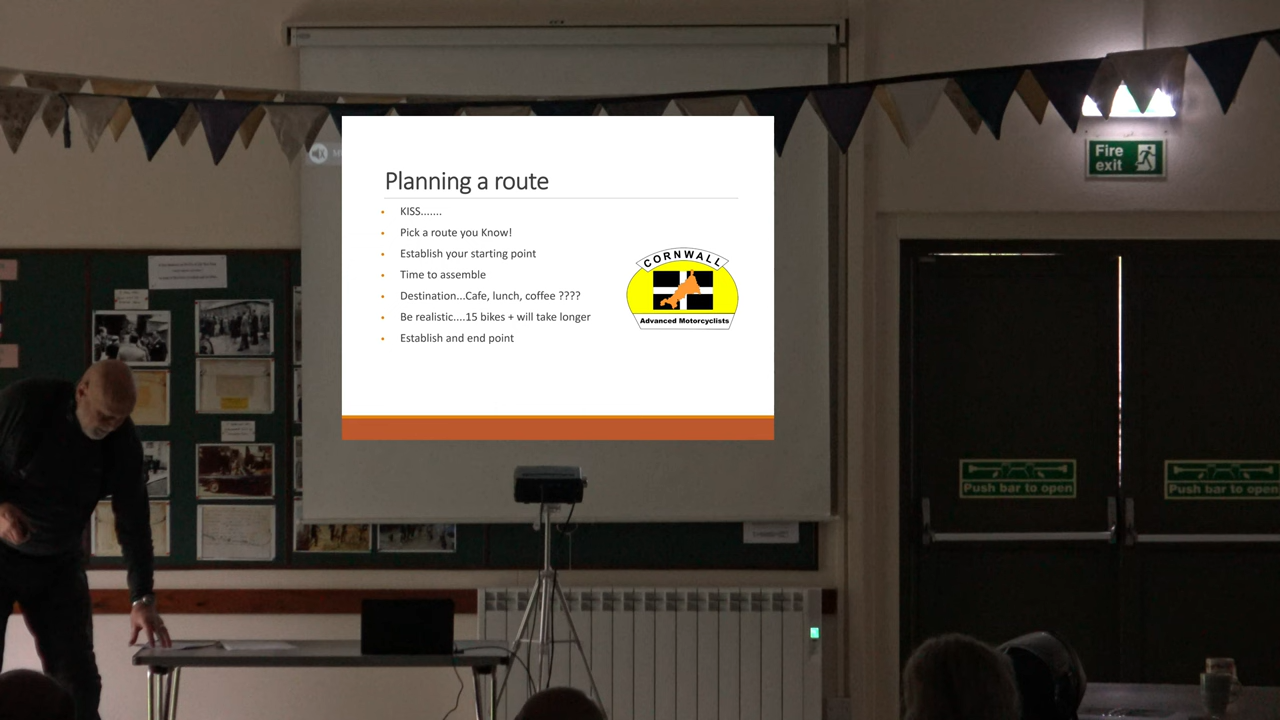 Planning a route
KISS.......
Pick a route you Know!
Establish your starting point
Time to assemble
Destination...Cafe, lunch, coffee ????
Be realistic....15 bikes + will take longer
Establish and end point
CORNWALL
Advanced Motorcyclists
Fire
exit
Push bar to open
Push bar to open